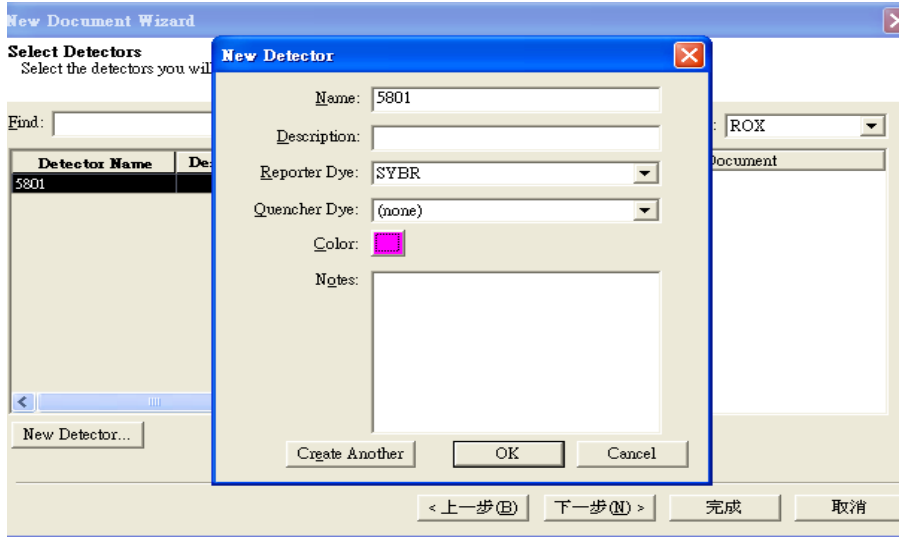 New Document Wizard
Select Detectors
Select the detectors you will
New Detector
Name: 5801
Find:
: ROX
Description:
Detector Name Des
Document
5801
Reporter Dye: SYBR
Quencher Dye: (none)
Color:
Notes:
New Detector...
Create Another OK Cancel
<上一步(B) 下一步(N)> 完成 取消